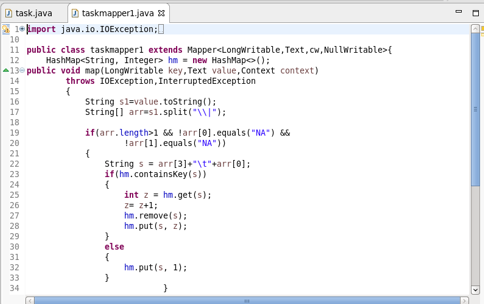 task.java taskmapper1.java
1 import java.io.IOException;
10
11 public class taskmapper1 extends Mapper<LongWritable,Text,cw,NullWritable>{
12 HashMap<String, Integer> hm = new HashMap<>();
13 public void map(LongWritable key,Text value,Context context)
14 throws IOException,InterruptedException
15 {
16 String s1=value.toString();
17 String[] arr=s1.split("\\|");
18
19 if(arr.length>1 && !arr[0].equals("NA") &&
20 !arr[1].equals("NA"))
21 {
22 String s = arr[3]+"\t"+arr[0];
23 if(hm.containsKey(s))
24 {
25 int z = hm.get(s);
26 z= z+1;
27 hm.remove(s);
28 hm.put(s, z);
29 }
30 else
31 {
32 hm.put(s, 1);
33 }
34 }